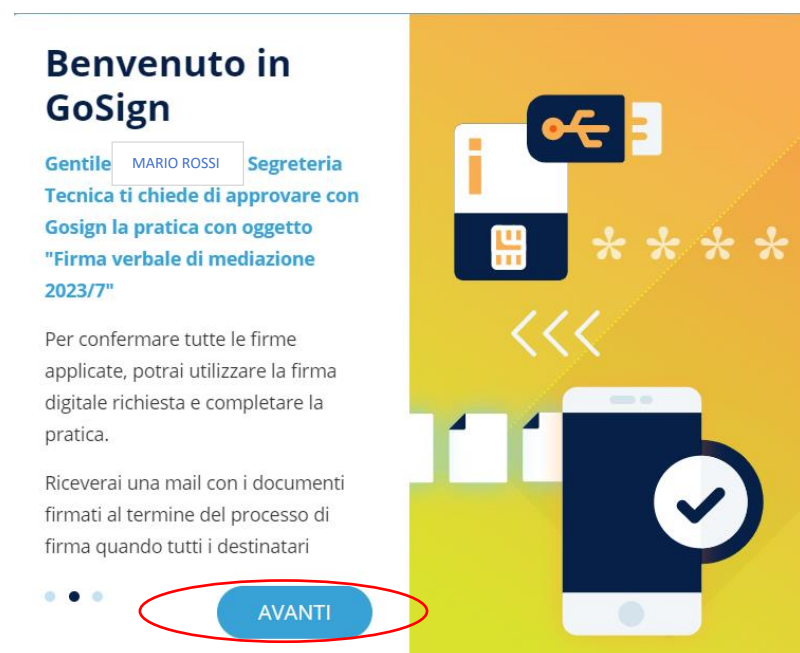 Benvenuto in
GoSign
Gentile MARIO ROSSI Segreteria
Tecnica ti chiede di approvare con
Gosign la pratica con oggetto
"Firma verbale di mediazione
2023/7"
Per confermare tutte le firme
applicate, potrai utilizzare la firma
digitale richiesta e completare la
pratica.
Riceverai una mail con i documenti
firmati al termine del processo di
firma quando tutti i destinatari
AVANTI
i
* * * *